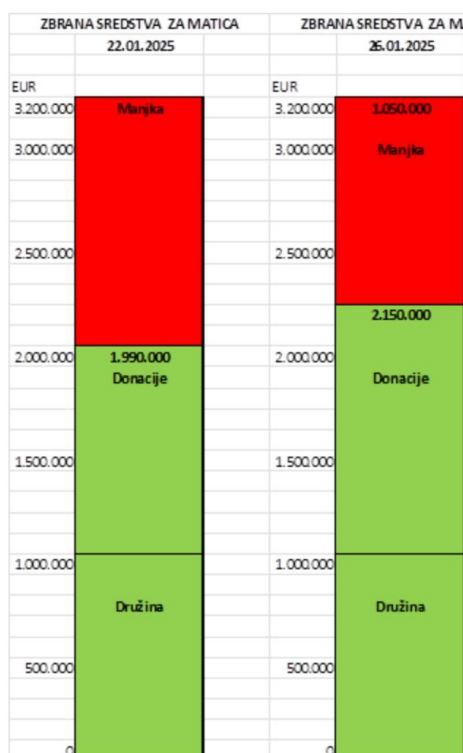 ZBRANA SREDSTVA ZA MATICA
22.01.2025
EUR
3.200.000
Manjka
3.000.000
2.500.000
2.000.000
1.990.000
Donacije
1.500.000
1.000.000
Družina
500.000
0
ZBRANA SREDSTVA ZA M
26.01.2025
EUR
3.200.000
1.050.000
3.000.000
Manjka
2.500.000
2.150.000
2.000.000
Donacije
1.500.000
1.000.000
Družina
500.000
0